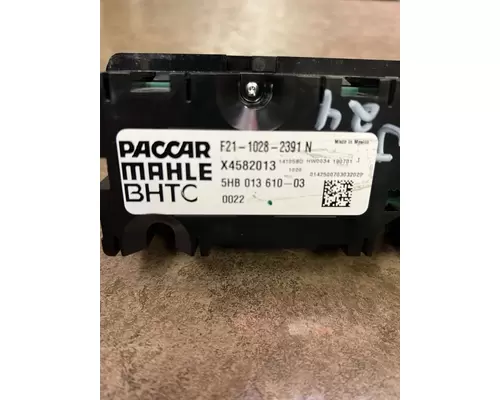 PACCAR
MAHLE
BHTC
F21-1028-2391 N
X4582013
5HB 013 610-03
0022
Made in Mexico